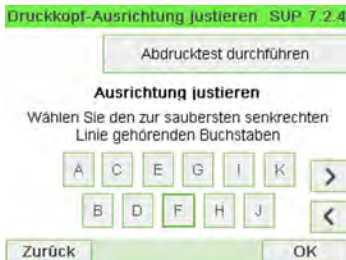 Druckkopf-Ausrichtung justieren SUP 7.2.4
Abdrucktest durchführen
Ausrichtung justieren
Wählen Sie den zur saubersten senkrechten
Linie gehörenden Buchstaben
A C E G I K >
B D F H J <
Zurück OK